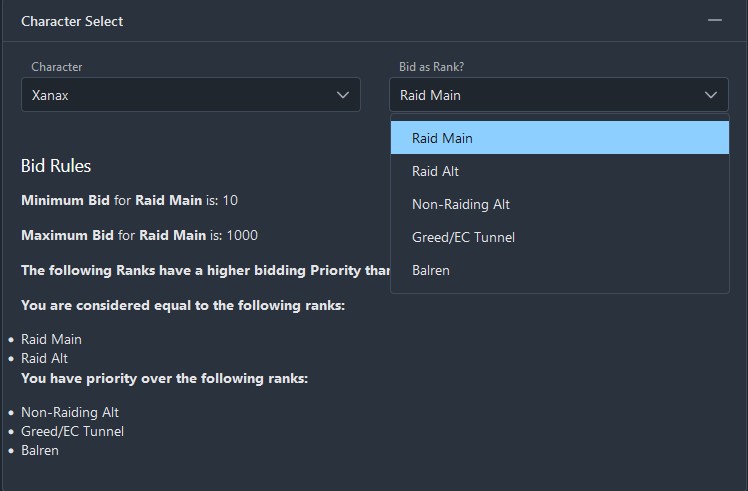 Character Select
Character
Bid as Rank?
Xanax
Raid Main
Raid Main
Raid Alt
Non-Raiding Alt
Greed/EC Tunnel
Balren
Bid Rules
Minimum Bid for Raid Main is: 10
Maximum Bid for Raid Main is: 1000
The following Ranks have a higher bidding Priority
You are considered equal to the following ranks:
Raid Main
Raid Alt
You have priority over the following ranks:
Non-Raiding Alt
Greed/EC Tunnel
Balren